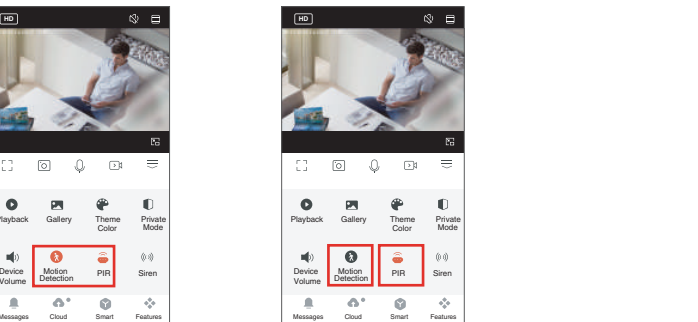 HD
HD
Playback Gallery Theme Color Private Mode
Playback Gallery Theme Color Private Mode
Device Volume Motion Detection PIR Siren
Device Volume Motion Detection PIR Siren
Messages Cloud Smart Features
Messages Cloud Smart Features